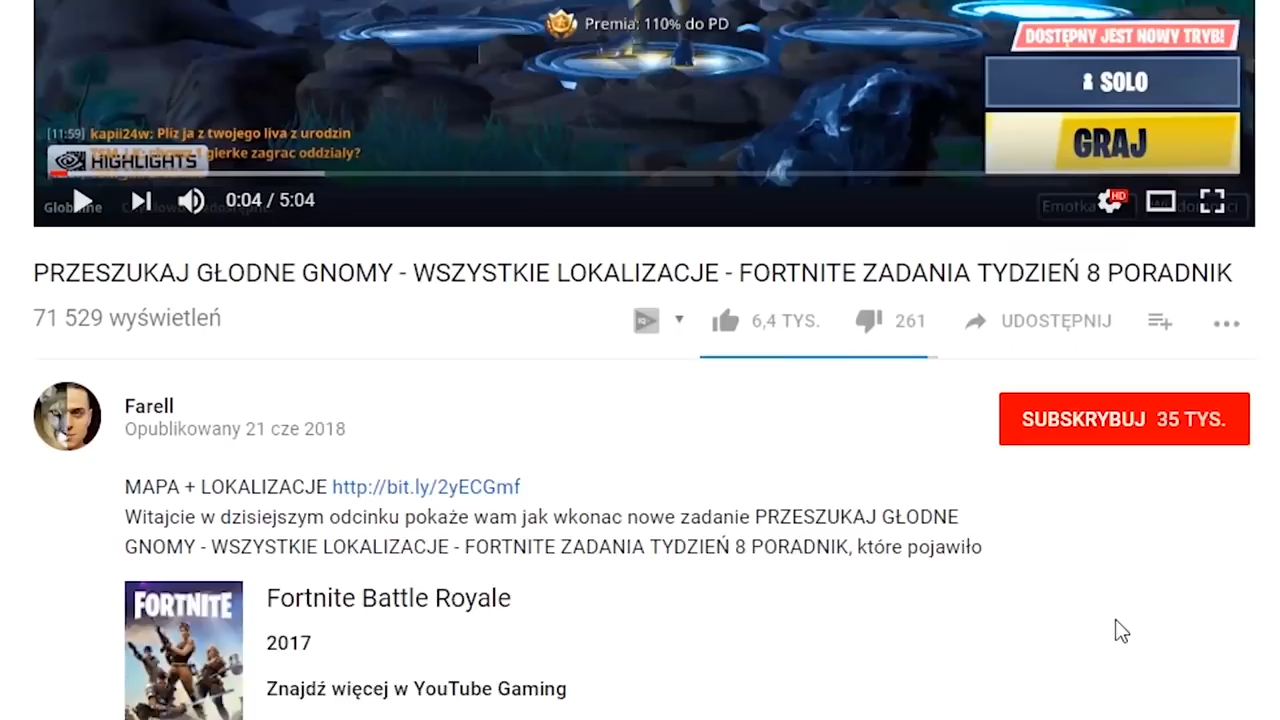 Premia: 110% do PD
DOSTĘPNY JEST NOWY TRYB!
SOLO
GRAJ
[11:59] kapii24w: Pliz ja z twojego liva z urodzin
gierke zagrac oddzialy?
HIGHLIGHTS
0:04 / 5:04
HD
Emotka
PRZESZUKAJ GŁODNE GNOMY - WSZYSTKIE LOKALIZACJE - FORTNITE ZADANIA TYDZIEŃ 8 PORADNIK
71 529 wyświetleń
6,4 TYS. 261 UDOSTĘPNIJ
Farell
Opublikowany 21 cze 2018
SUBSKRYBUJ 35 TYS.
MAPA + LOKALIZACJE http://bit.ly/2yECGmf
Witajcie w dzisiejszym odcinku pokaże wam jak wkonac nowe zadanie PRZESZUKAJ GŁODNE
GNOMY - WSZYSTKIE LOKALIZACJE - FORTNITE ZADANIA TYDZIEŃ 8 PORADNIK, które pojawiło
FORTNITE
Fortnite Battle Royale
2017
Znajdź więcej w YouTube Gaming